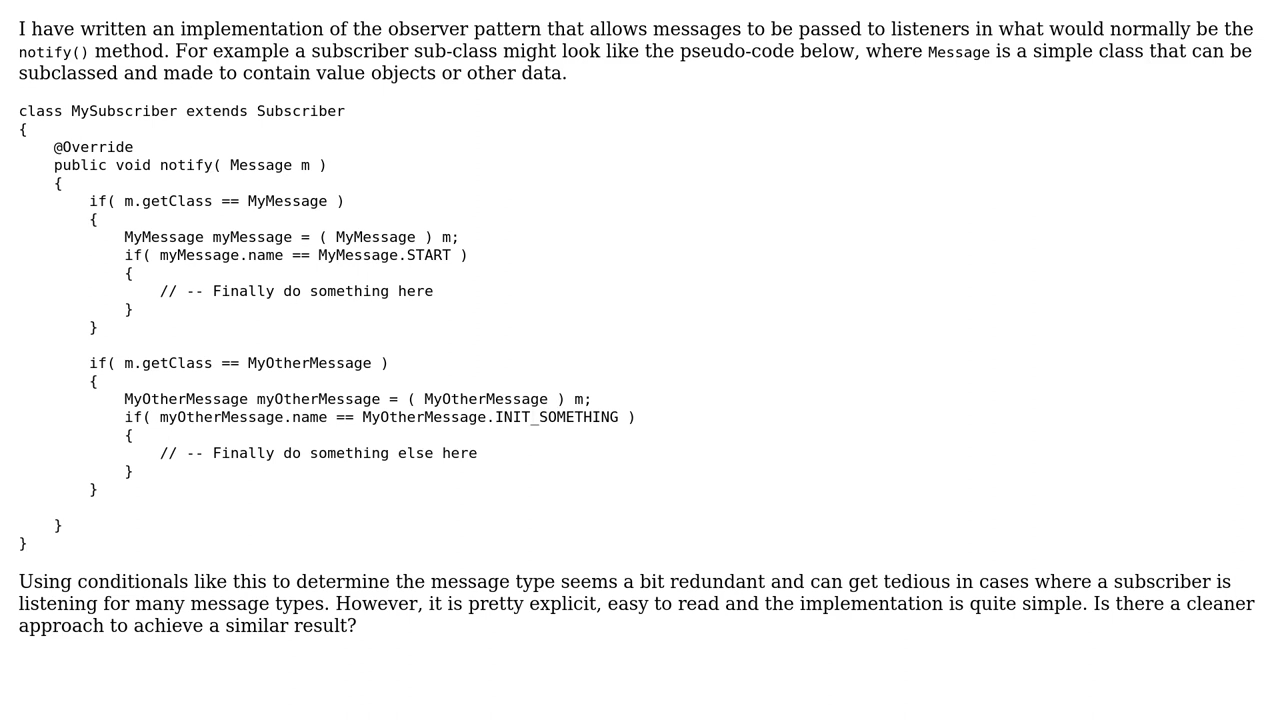 I have written an implementation of the observer pattern that allows messages to be passed to listeners in what would normally be the
notify() method. For example a subscriber sub-class might look like the pseudo-code below, where Message is a simple class that can be
subclassed and made to contain value objects or other data.
class MySubscriber extends Subscriber
{
    @Override
    public void notify( Message m )
    {
        if( m.getClass == MyMessage )
        {
            MyMessage myMessage = ( MyMessage ) m;
            if( myMessage.name == MyMessage.START )
            {
                // -- Finally do something here
            }
        }

        if( m.getClass == MyOtherMessage )
        {
            MyOtherMessage myOtherMessage = ( MyOtherMessage ) m;
            if( myOtherMessage.name == MyOtherMessage.INIT_SOMETHING )
            {
                // -- Finally do something else here
            }
        }

    }
}
Using conditionals like this to determine the message type seems a bit redundant and can get tedious in cases where a subscriber is
listening for many message types. However, it is pretty explicit, easy to read and the implementation is quite simple. Is there a cleaner
approach to achieve a similar result?